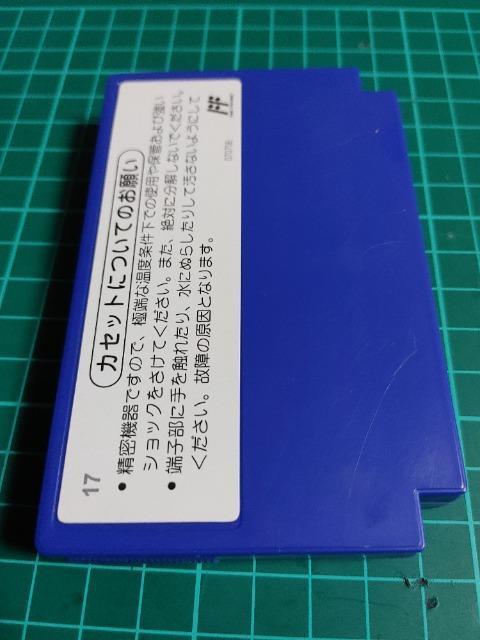 17
カセットについてのお願い
● 精密機器ですので、極端な温度条件下での使用や保管および強い
ショックをさけてください。また、絶対に分解しないでください。
● 端子部に手を触れたり、水にぬらしたりして汚さないようにして
ください。故障の原因となります。